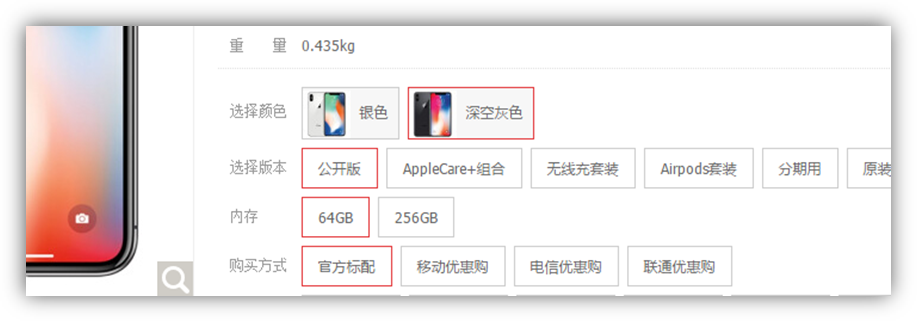 重 量 0.435kg
选择颜色 银色 深空灰色
选择版本 公开版 AppleCare+组合 无线充套装 Airpods套装 分期用 原装
内存 64GB 256GB
购买方式 官方标配 移动优惠购 电信优惠购 联通优惠购